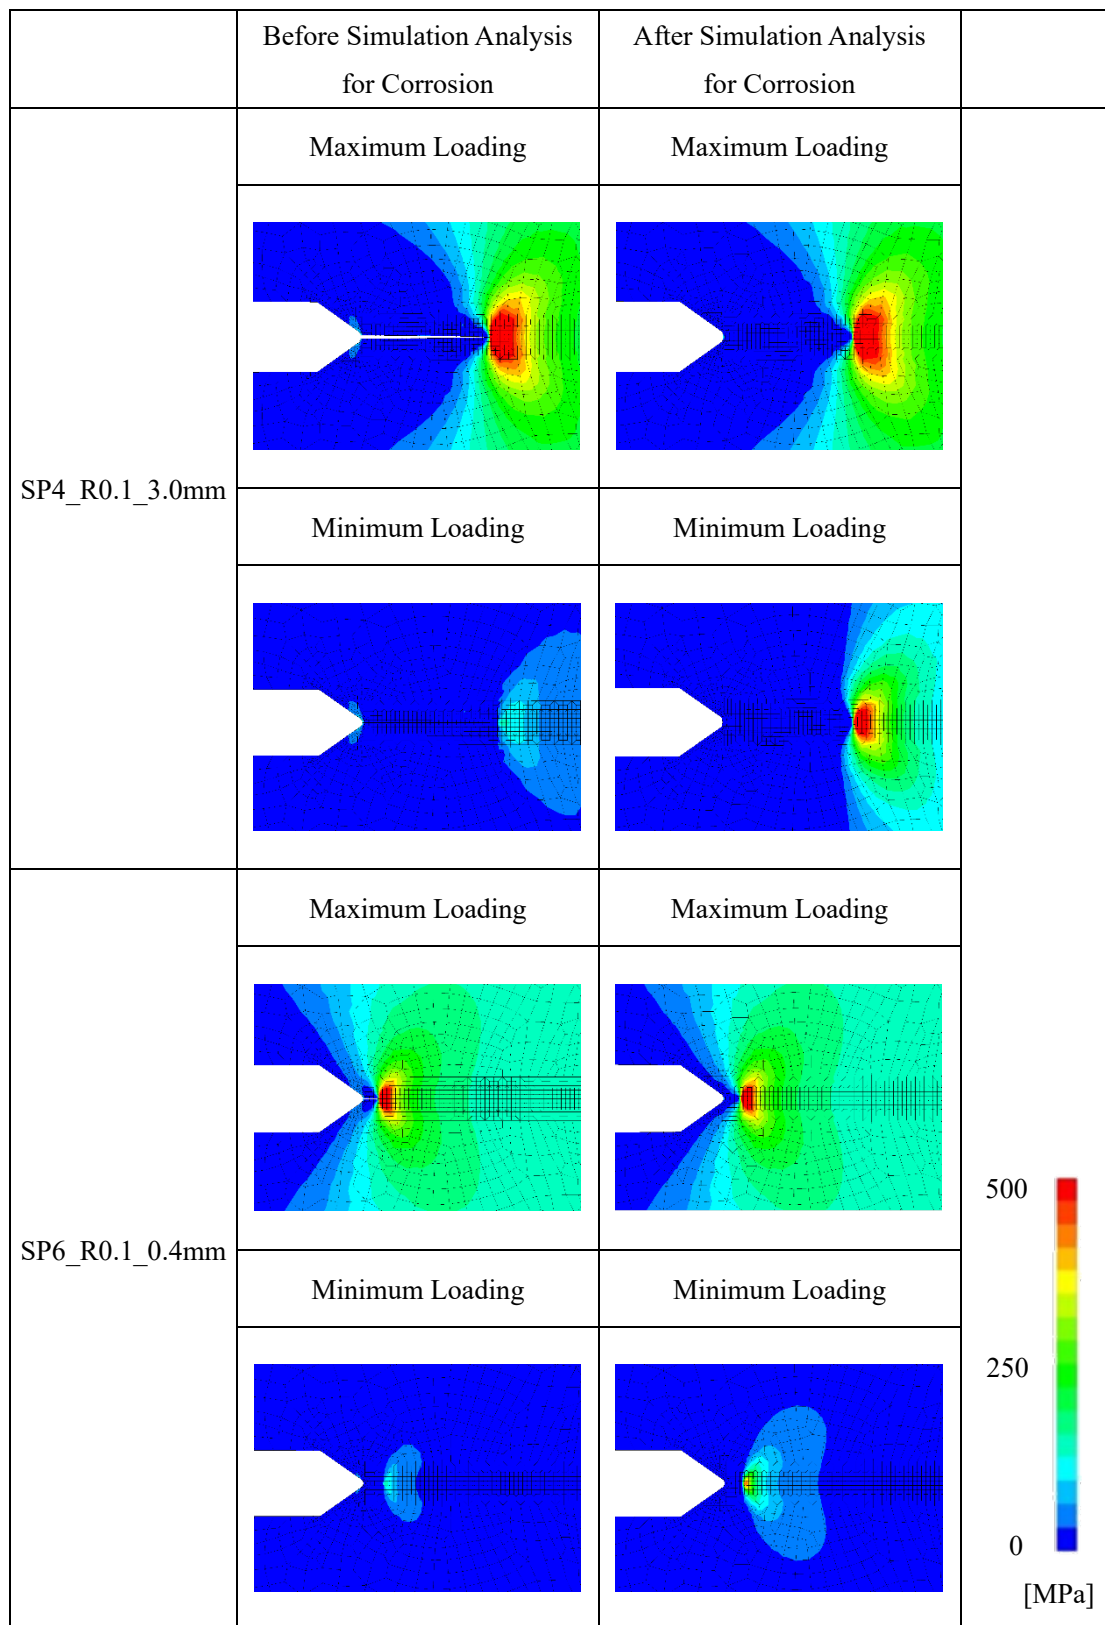 Before Simulation Analysis
for Corrosion
After Simulation Analysis
for Corrosion
SP4_R0.1_3.0mm
Maximum Loading
Maximum Loading
Minimum Loading
Minimum Loading
SP6_R0.1_0.4mm
Maximum Loading
Maximum Loading
Minimum Loading
Minimum Loading
500
250
0
[MPa]